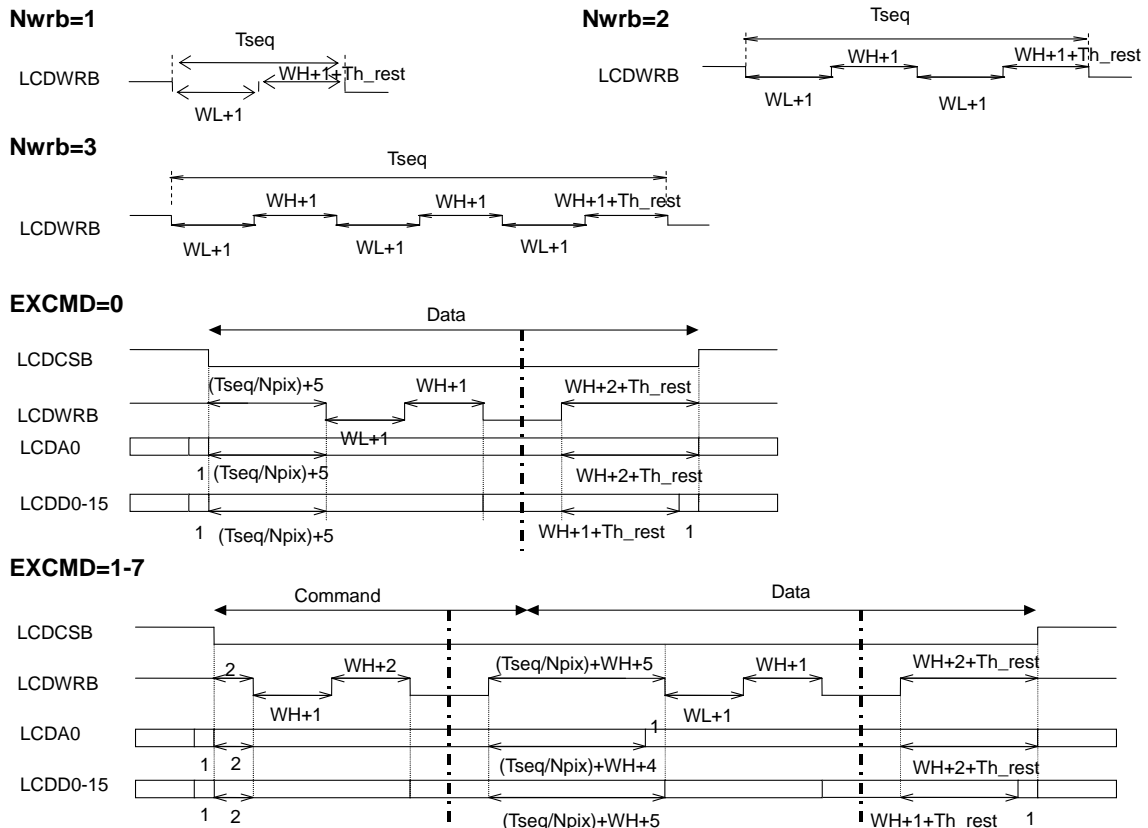 Nwrb=1
Nwrb=2
Tseq
Tseq
LCDWRB
WH+1+Th_rest
WL+1
LCDWRB
WH+1
WH+1+Th_rest
WL+1
WL+1
Nwrb=3
Tseq
LCDWRB
WH+1
WH+1
WH+1+Th_rest
WL+1
WL+1
WL+1
EXCMD=0
Data
LCDCSB
(Tseq/Npix)+5
WH+1
WH+2+Th_rest
LCDWRB
WL+1
LCDA0
1
(Tseq/Npix)+5
WH+2+Th_rest
LCDD0-15
1
(Tseq/Npix)+5
WH+1+Th_rest
1
EXCMD=1-7
Command
Data
LCDCSB
2
WH+2
(Tseq/Npix)+WH+5
WH+1
WH+2+Th_rest
LCDWRB
WH+1
WL+1
LCDA0
1
1
2
(Tseq/Npix)+WH+4
WH+2+Th_rest
LCDD0-15
1
2
(Tseq/Npix)+WH+5
WH+1+Th_rest
1